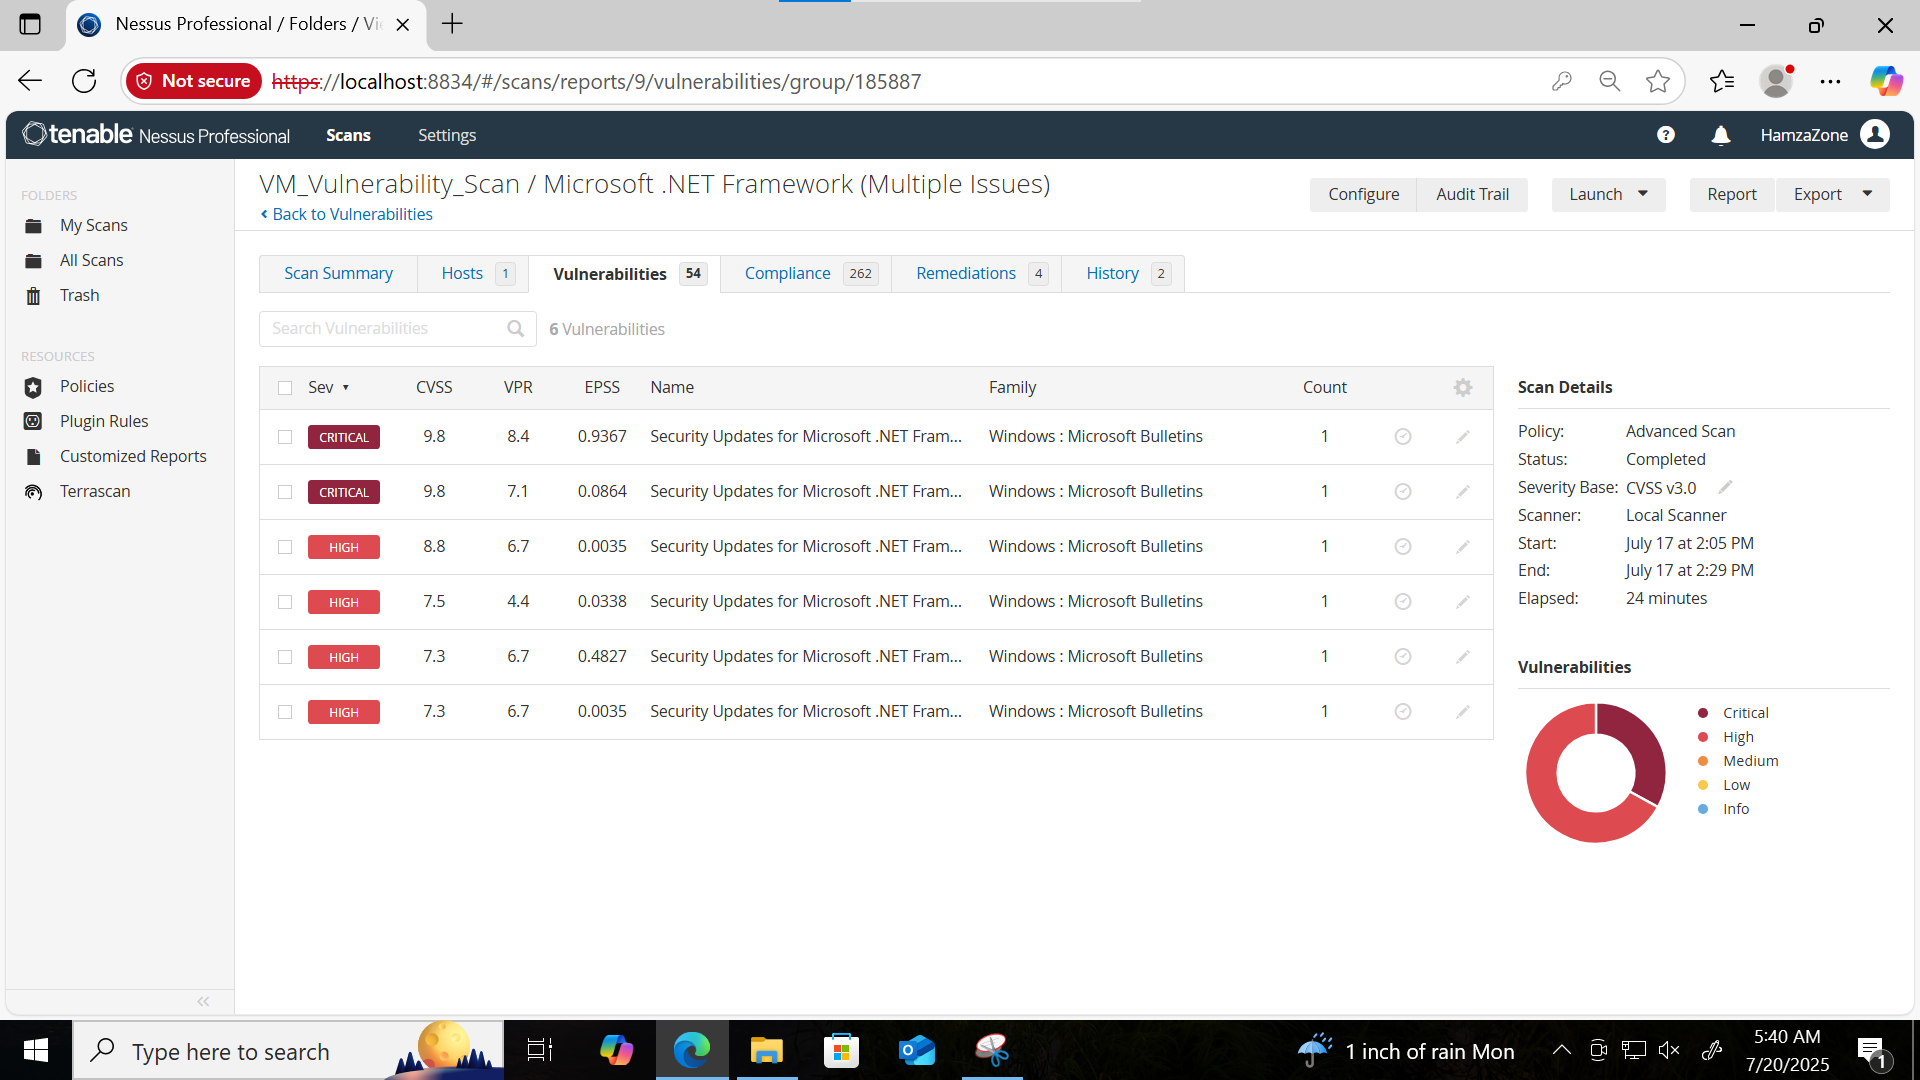 Nessus Professional / Folders / Vi
Not secure
https://localhost:8834/#/scans/reports/9/vulnerabilities/group/185887
tenable Nessus Professional
Scans
Settings
HamzaZone
FOLDERS
My Scans
All Scans
Trash
RESOURCES
Policies
Plugin Rules
Customized Reports
Terrascan
VM_Vulnerability_Scan / Microsoft .NET Framework (Multiple Issues)
Back to Vulnerabilities
Configure
Audit Trail
Launch
Report
Export
Scan Summary
Hosts 1
Vulnerabilities 54
Compliance 262
Remediations 4
History 2
Search Vulnerabilities
6 Vulnerabilities
Sev CVSS VPR EPSS Name Family Count
CRITICAL 9.8 8.4 0.9367 Security Updates for Microsoft .NET Fram... Windows : Microsoft Bulletins 1
CRITICAL 9.8 7.1 0.0864 Security Updates for Microsoft .NET Fram... Windows : Microsoft Bulletins 1
HIGH 8.8 6.7 0.0035 Security Updates for Microsoft .NET Fram... Windows : Microsoft Bulletins 1
HIGH 7.5 4.4 0.0338 Security Updates for Microsoft .NET Fram... Windows : Microsoft Bulletins 1
HIGH 7.3 6.7 0.4827 Security Updates for Microsoft .NET Fram... Windows : Microsoft Bulletins 1
HIGH 7.3 6.7 0.0035 Security Updates for Microsoft .NET Fram... Windows : Microsoft Bulletins 1
Scan Details
Policy: Advanced Scan
Status: Completed
Severity Base: CVSS v3.0
Scanner: Local Scanner
Start: July 17 at 2:05 PM
End: July 17 at 2:29 PM
Elapsed: 24 minutes
Vulnerabilities
Critical
High
Medium
Low
Info
Type here to search
1 inch of rain Mon
5:40 AM
7/20/2025
1